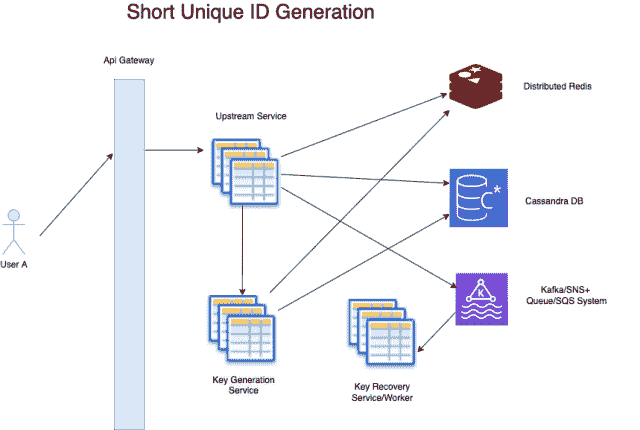 Short Unique ID Generation
Api Gateway
Upstream Service
Distributed Redis
Cassandra DB
C*
User A
K
Kafka/SNS+
Queue/SQS System
Key Generation
Service
Key Recovery
Service/Worker